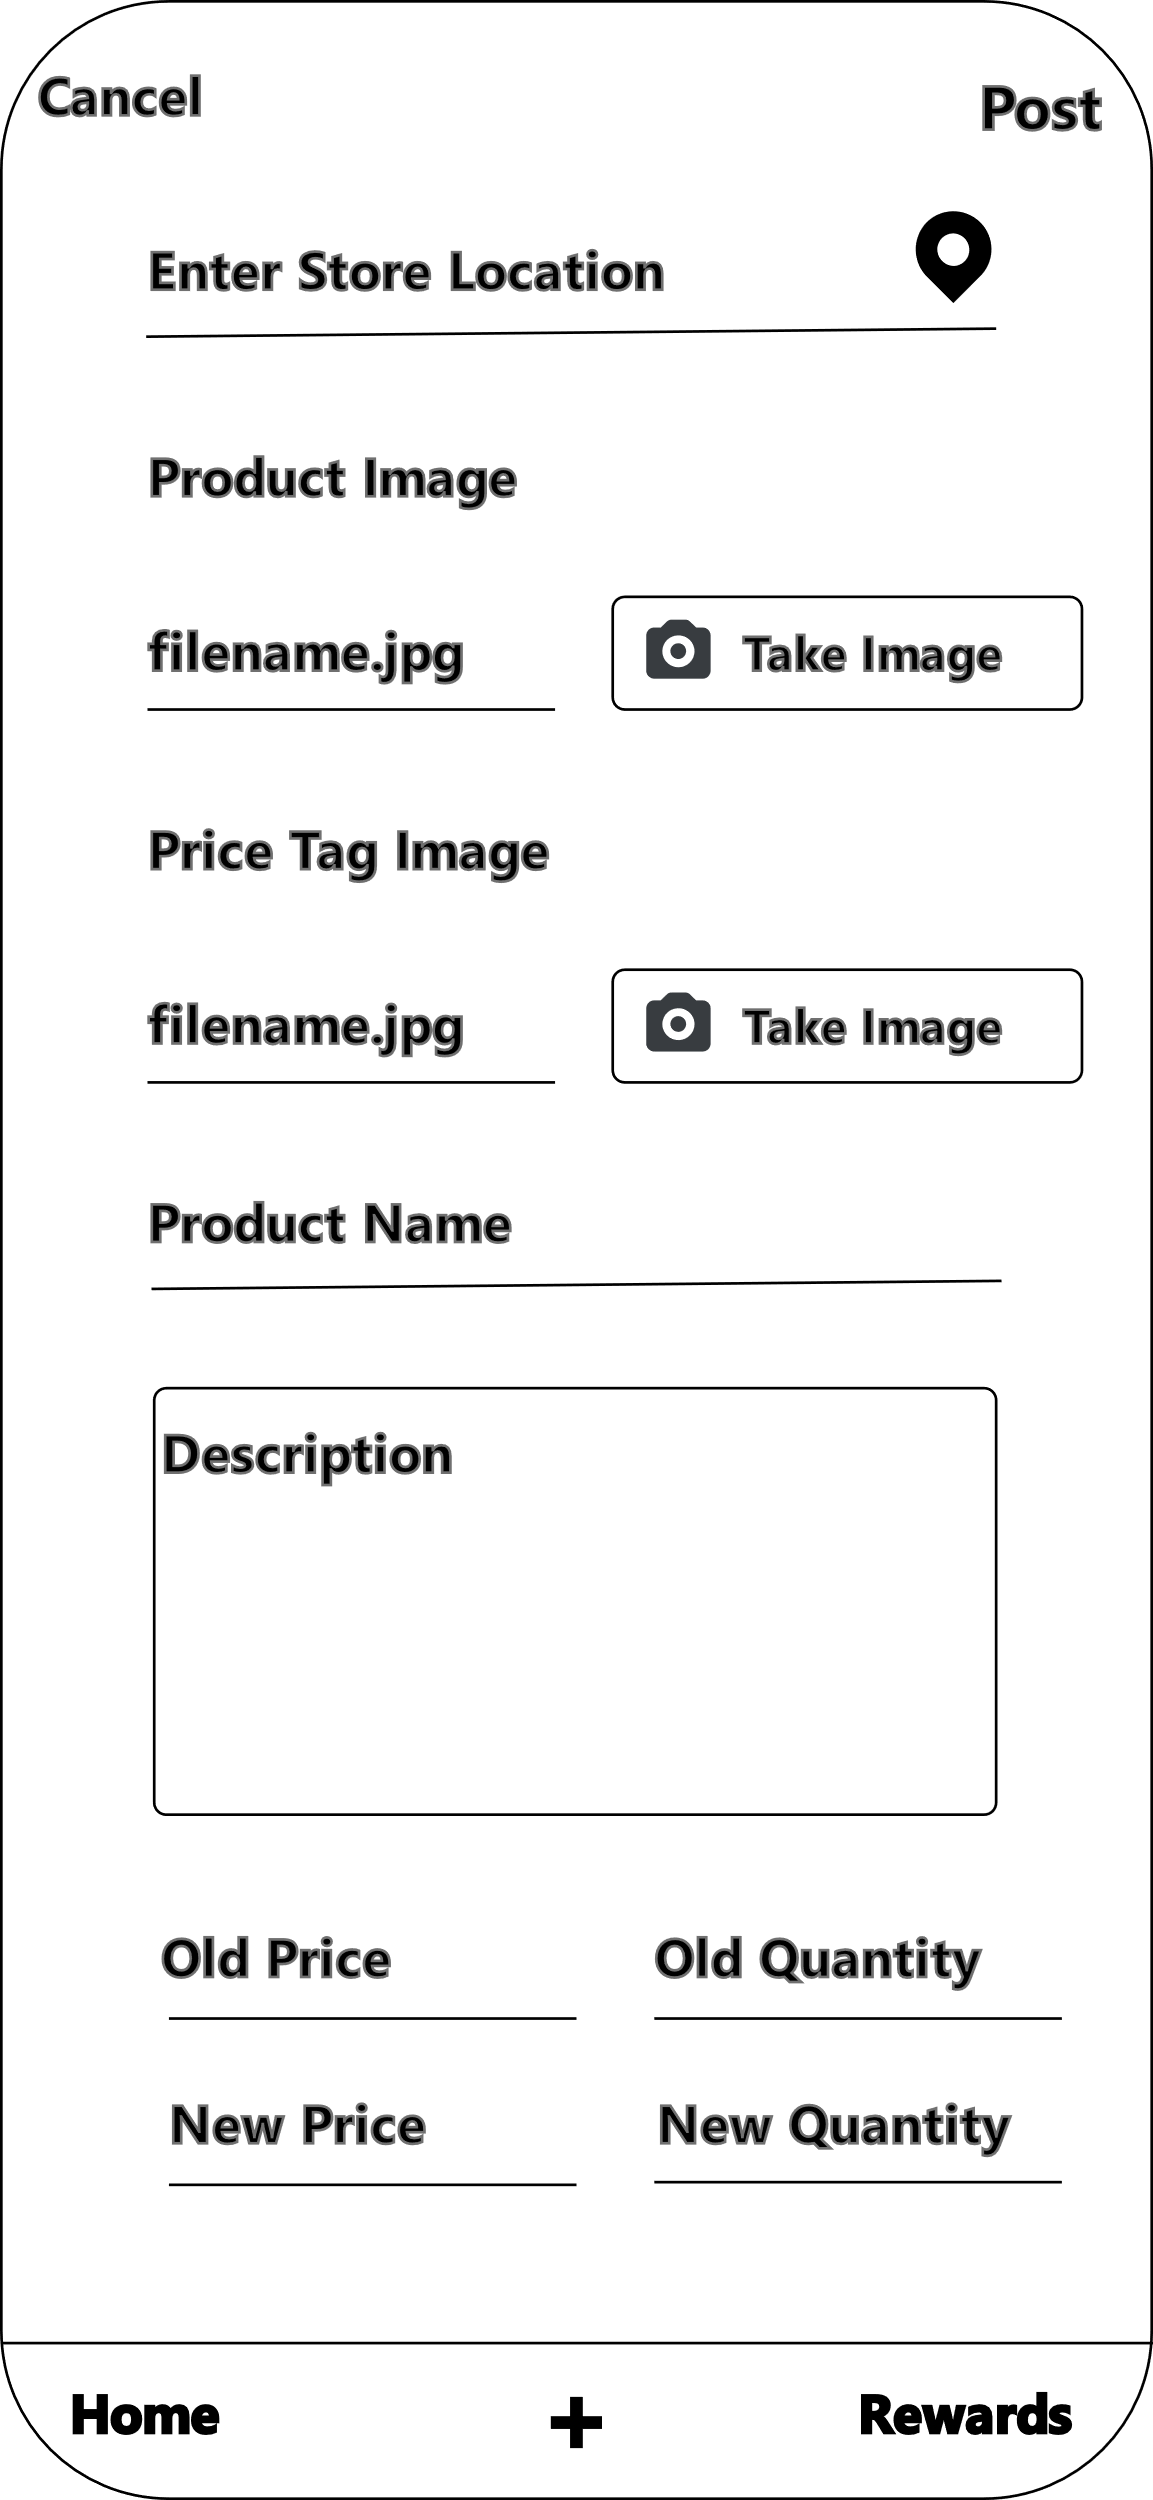 Cancel Post
Enter Store Location
Product Image
filename.jpg Take Image
Price Tag Image
filename.jpg Take Image
Product Name
Description
Old Price Old Quantity
New Price New Quantity
Home + Rewards